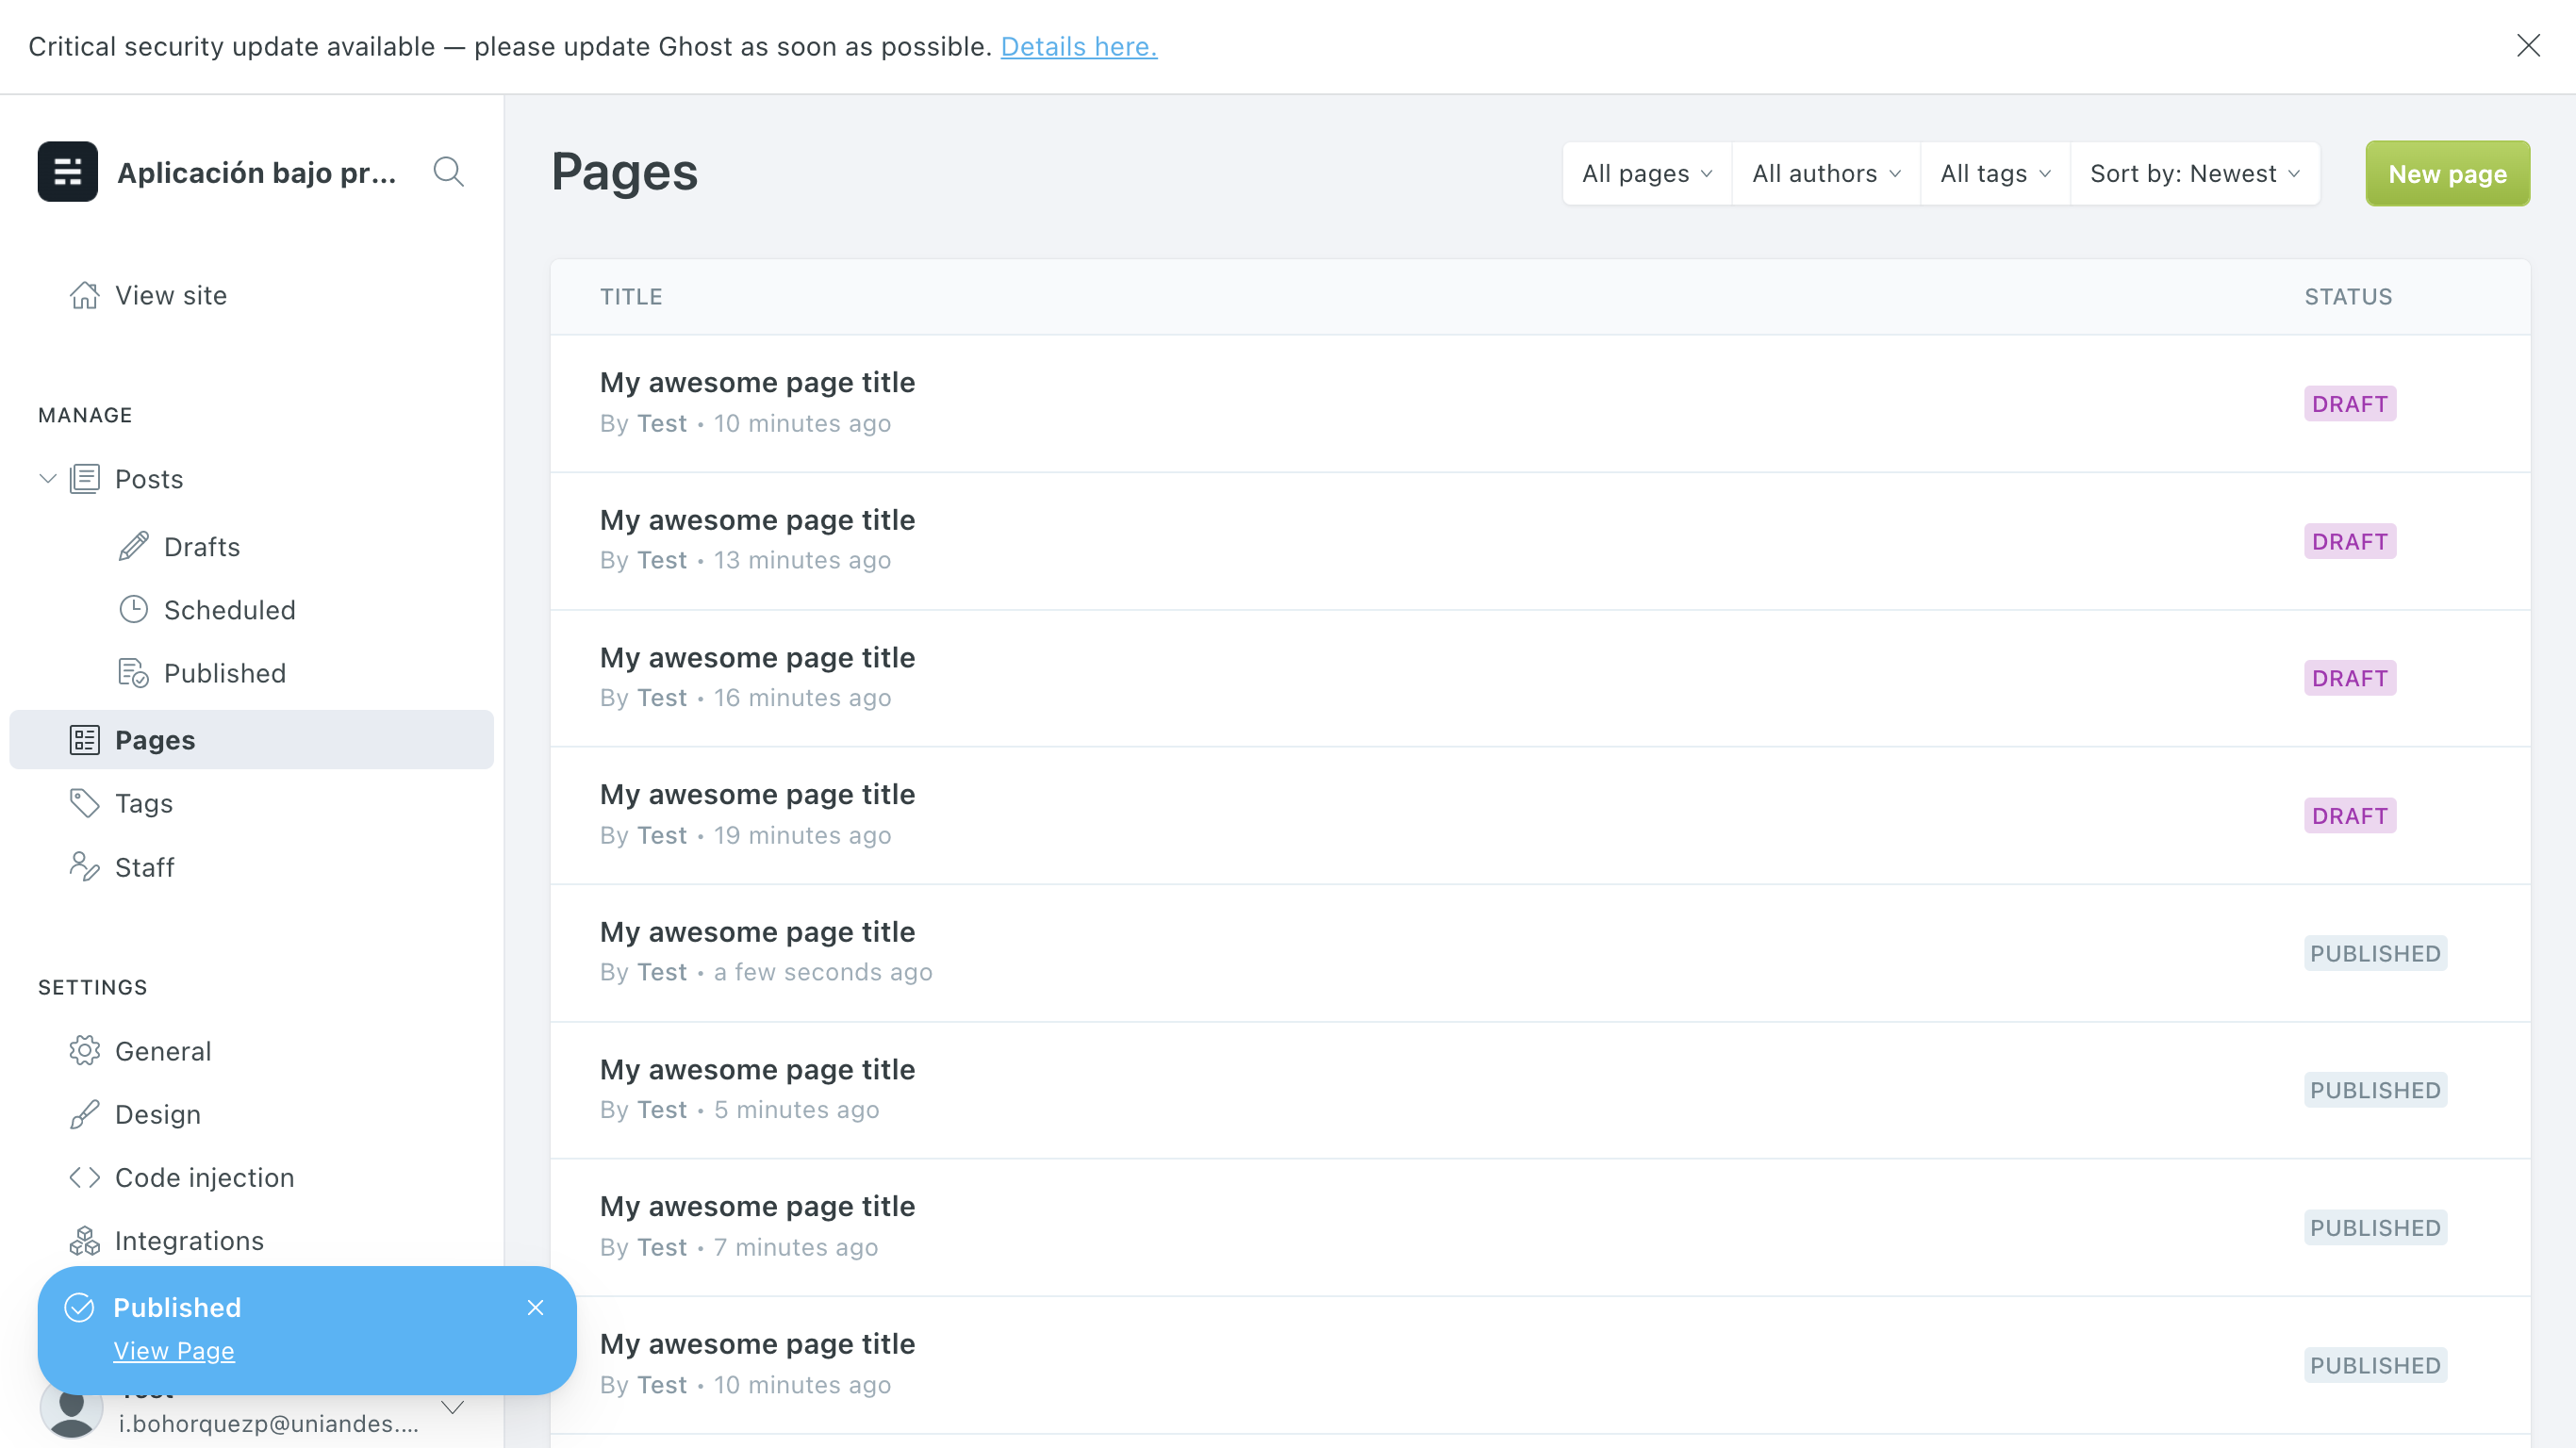 Critical security update available — please update Ghost as soon as possible. Details here.
Aplicación bajo pr...
View site
MANAGE
Posts
Drafts
Scheduled
Published
Pages
Tags
Staff
SETTINGS
General
Design
Code injection
Integrations
Published
View Page
i.bohorquezp@uniandes....
Pages
All pages
All authors
All tags
Sort by: Newest
New page
TITLE
STATUS
My awesome page title
By Test • 10 minutes ago
DRAFT
My awesome page title
By Test • 13 minutes ago
DRAFT
My awesome page title
By Test • 16 minutes ago
DRAFT
My awesome page title
By Test • 19 minutes ago
DRAFT
My awesome page title
By Test • a few seconds ago
PUBLISHED
My awesome page title
By Test • 5 minutes ago
PUBLISHED
My awesome page title
By Test • 7 minutes ago
PUBLISHED
My awesome page title
By Test • 10 minutes ago
PUBLISHED